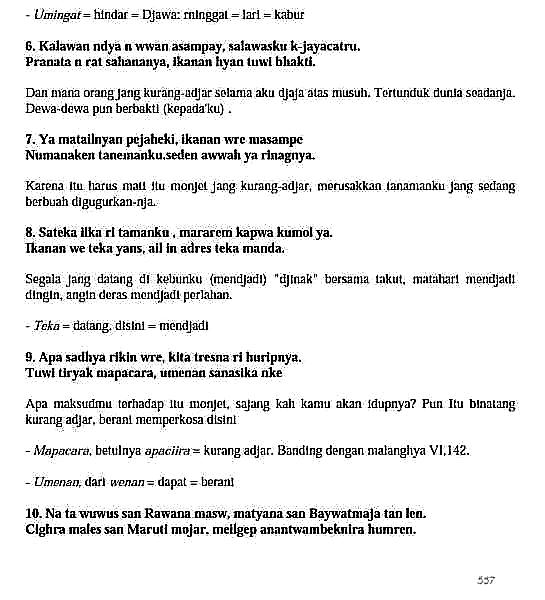 - Umingat = hindar = Djawa: minggat = lari = kabur
6. Kalawan ndya n wwan asampay, salawasku k-jayacatru.
Pranata n rat sahananya, ikanan hyan tuwi bhakti.
Dan mana orang jang kurang-adjar selama aku djaja atas musuh. Tertunduk dunia seadanja.
Dewa-dewa pun berbakti (kepada'ku) .
7. Ya matailnyan pejaheki, ikanan wre masampe
Numanaken tanemanku.seden awwah ya rinagnya.
Karena itu harus mati itu monjet jang kurang-adjar, merusakkan tanamanku jang sedang
berbuah digugurkan-nja.
8. Sateka ilka ri tamanku , mararem kapwa kumol ya.
Ikanan we teka yans, ail in adres teka manda.
Segala jang datang di kebunku (mendjadi) "djinak" bersama takut, matahari mendjadi
dingin, angin deras mendjadi perlahan.
- Teka = datang, disini = mendjadi
9. Apa sadhya rikin wre, kita tresna ri huripnya.
Tuwi tiryak mapacara, umenan sanasika nke
Apa maksudmu terhadap itu monjet, sajang kah kamu akan idupnya? Pun Itu binatang
kurang adjar, berani memperkosa disini
- Mapacara, betulnya apaciira = kurang adjar. Banding dengan malanghya VI,142.
- Umenan, dari wenan = dapat = berani
10. Na ta wuwus san Rawana masw, matyana san Baywatmaja tan len.
Cighra males san Maruti mojar, meilgep anantwambeknira humren.
557